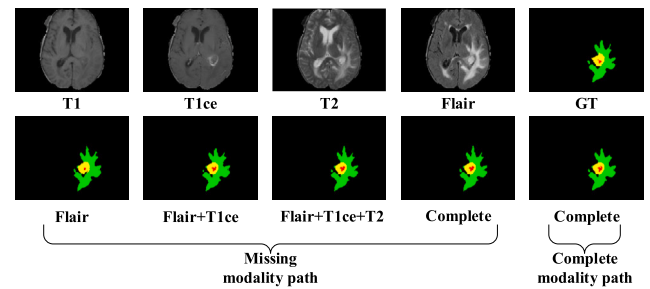 T1 T1ce T2 Flair GT
Flair Flair+T1ce Flair+T1ce+T2 Complete Complete
Missing modality path
Complete modality path